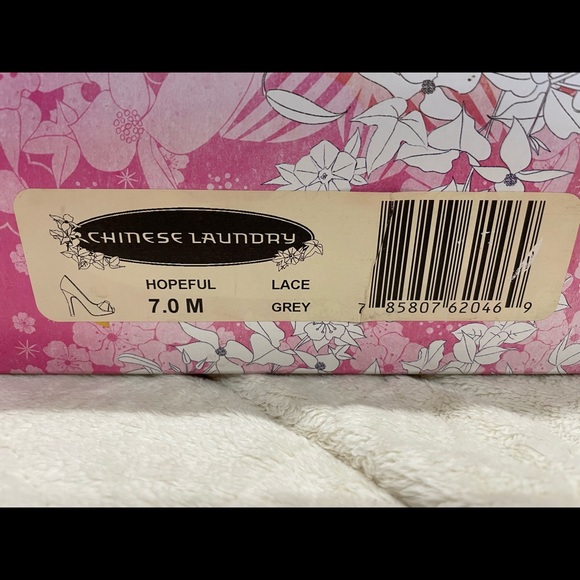 CHINESE LAUNDRY
HOPEFUL LACE
7.0 M GREY
7 85807 62046 9